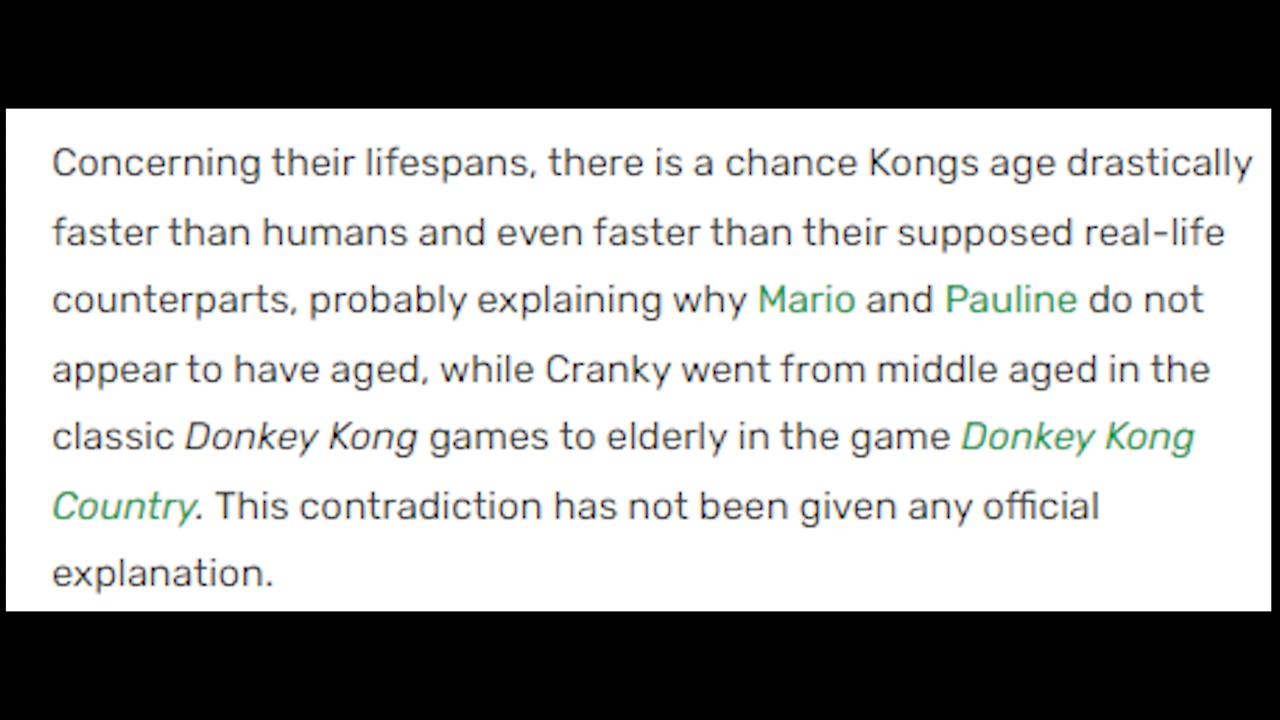 Concerning their lifespans, there is a chance Kongs age drastically
faster than humans and even faster than their supposed real-life
counterparts, probably explaining why Mario and Pauline do not
appear to have aged, while Cranky went from middle aged in the
classic Donkey Kong games to elderly in the game Donkey Kong
Country. This contradiction has not been given any official
explanation.